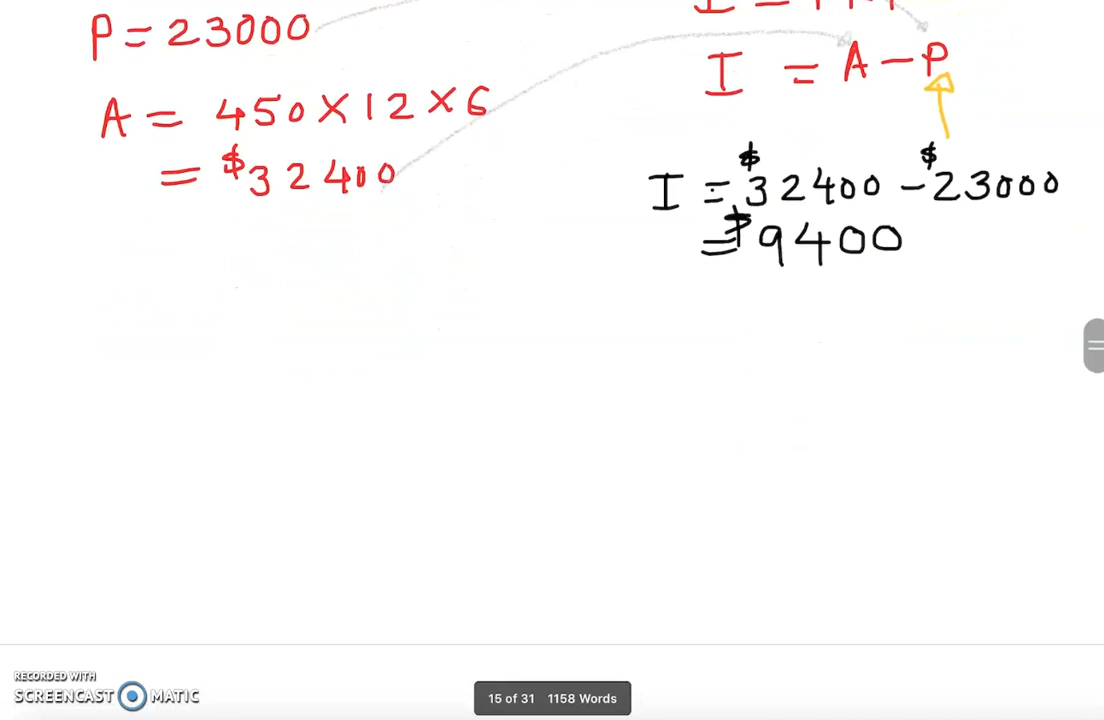 P = 23000
A = 450 X 12 X 6
= $32400
I = A - P
I = $32400 - $23000
= $9400
RECORDED WITH
SCREENCAST MATIC
15 of 31 1158 Words